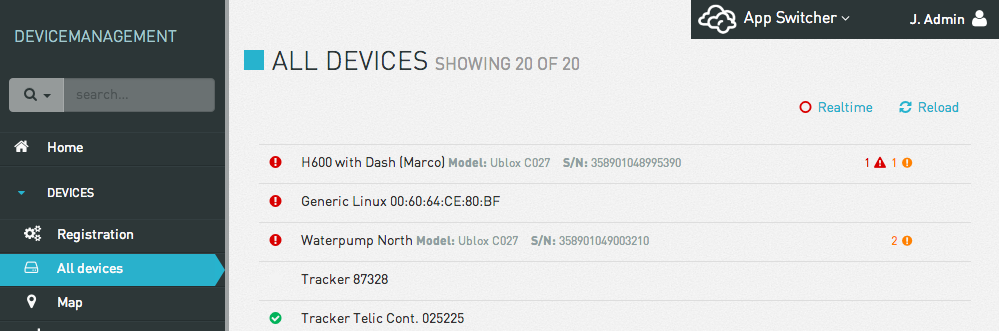 App Switcher
J. Admin
DEVICEMANAGEMENT
search...
Home
DEVICES
Registration
All devices
Map
ALL DEVICES SHOWING 20 OF 20
Realtime Reload
H600 with Dash (Marco) Model: Ublox C027 S/N: 358901048995390 1 1
Generic Linux 00:60:64:CE:80:BF
Waterpump North Model: Ublox C027 S/N: 358901049003210 2
Tracker 87328
Tracker Telic Cont. 025225